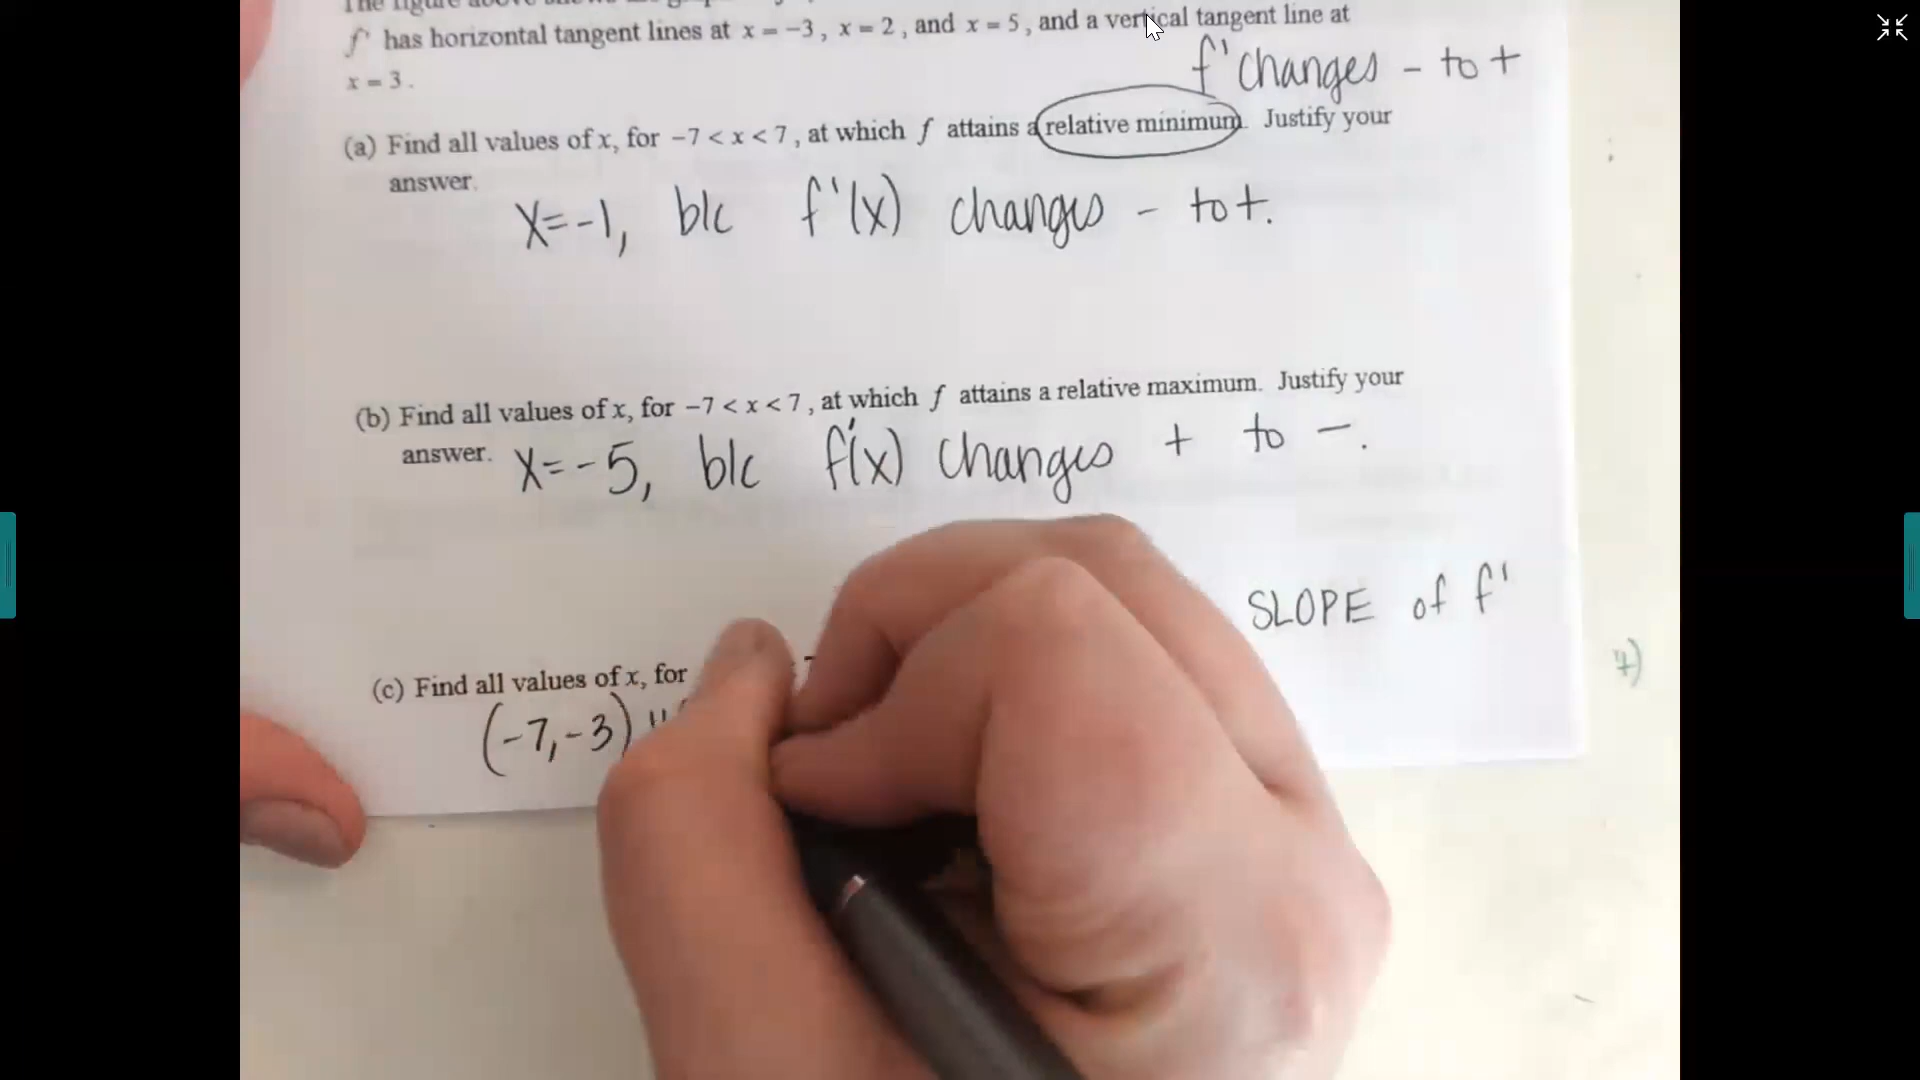 f' has horizontal tangent lines at x = −3, x = 2, and x = 5, and a vertical tangent line at
x = 3.
f' changes - to +
(a) Find all values of x, for −7 < x < 7, at which f attains a relative minimum. Justify your
answer.
x=-1, b/c f'(x) changes - to +.
(b) Find all values of x, for −7 < x < 7, at which f attains a relative maximum. Justify your
answer.
x=-5, b/c f'(x) changes + to -.
SLOPE of f'
(c) Find all values of x, for
(-7,-3)